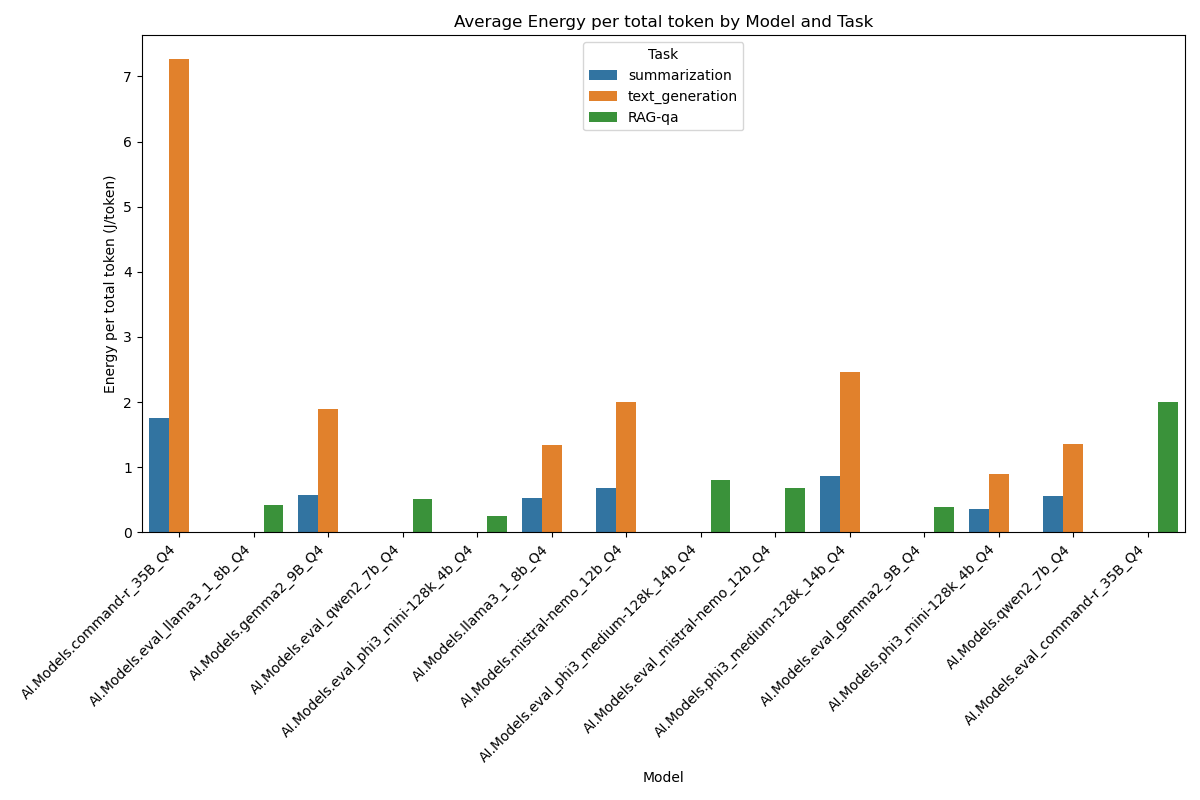 Average Energy per total token by Model and Task
Task
summarization
text_generation
RAG-qa
Energy per total token (J/token)
7
6
5
4
3
2
1
0
AI.Models.command-r_35B_Q4
AI.Models.eval_llama3_1_8b_Q4
AI.Models.gemma2_9B_Q4
AI.Models.eval_qwen2_7b_Q4
AI.Models.eval_phi3_mini-128k_4b_Q4
AI.Models.llama3_1_8b_Q4
AI.Models.mistral-nemo_12b_Q4
AI.Models.eval_phi3_medium-128k_14b_Q4
AI.Models.eval_mistral-nemo_12b_Q4
AI.Models.phi3_medium-128k_14b_Q4
AI.Models.eval_gemma2_9B_Q4
AI.Models.phi3_mini-128k_4b_Q4
AI.Models.qwen2_7b_Q4
AI.Models.eval_command-r_35B_Q4
Model